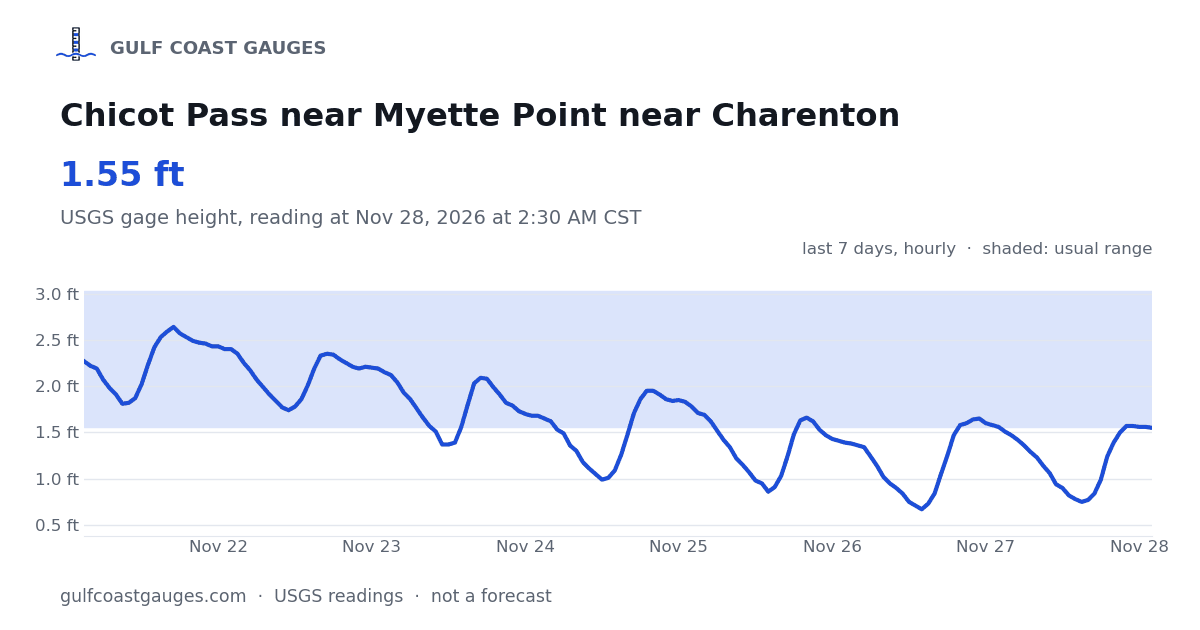 GULF COAST GAUGES
Chicot Pass near Myette Point near Charenton
1.55 ft
USGS gage height, reading at Nov 28, 2026 at 2:30 AM CST
last 7 days, hourly · shaded: usual range
3.0 ft
2.5 ft
2.0 ft
1.5 ft
1.0 ft
0.5 ft
Nov 22 Nov 23 Nov 24 Nov 25 Nov 26 Nov 27 Nov 28
gulfcoastgauges.com · USGS readings · not a forecast